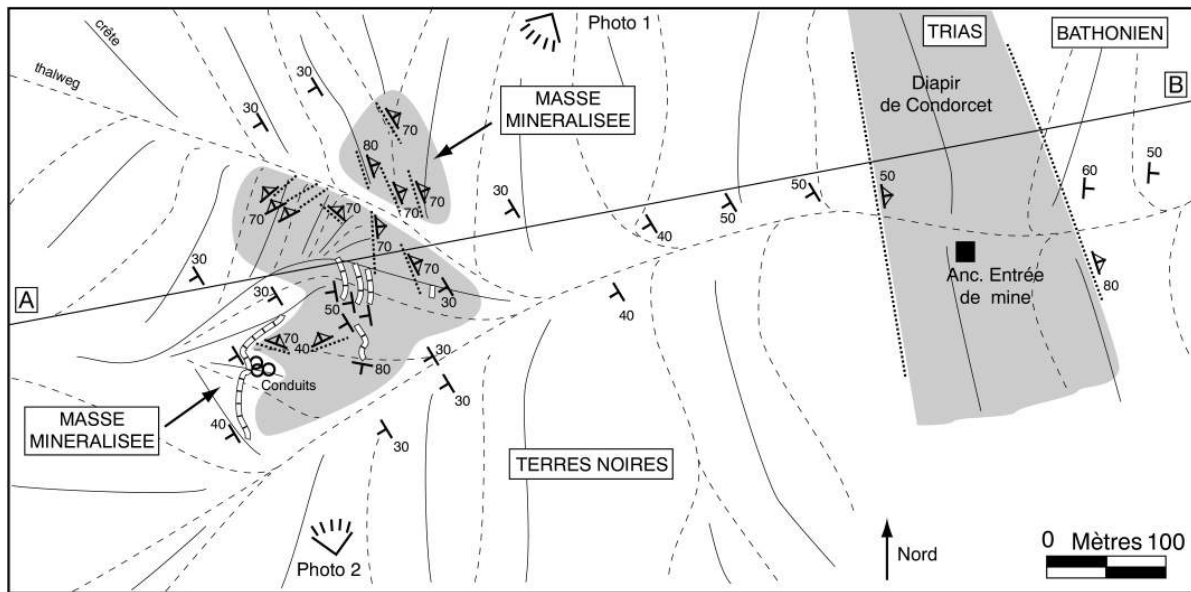 crête
thalweg
Photo 1
TRIAS
BATHONIEN
Diapir
de Condorcet
B
MASSE
MINERALISEE
30
30
70
80
70
70
70
70
70
70
30
50
50
40
50
60
50
30
30
50
30
40
A
70
40
80
Conduits
30
30
40
30
Anc. Entrée
de mine
80
MASSE
MINERALISEE
TERRES NOIRES
Photo 2
Nord
0 Mètres 100